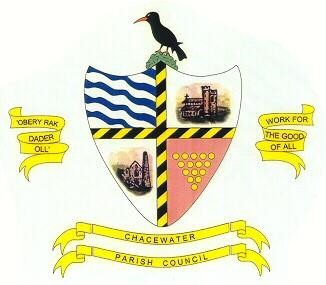 'OBERY RAK
DADER
OLL'
WORK FOR
THE GOOD
OF ALL
CHACEWATER
PARISH COUNCIL